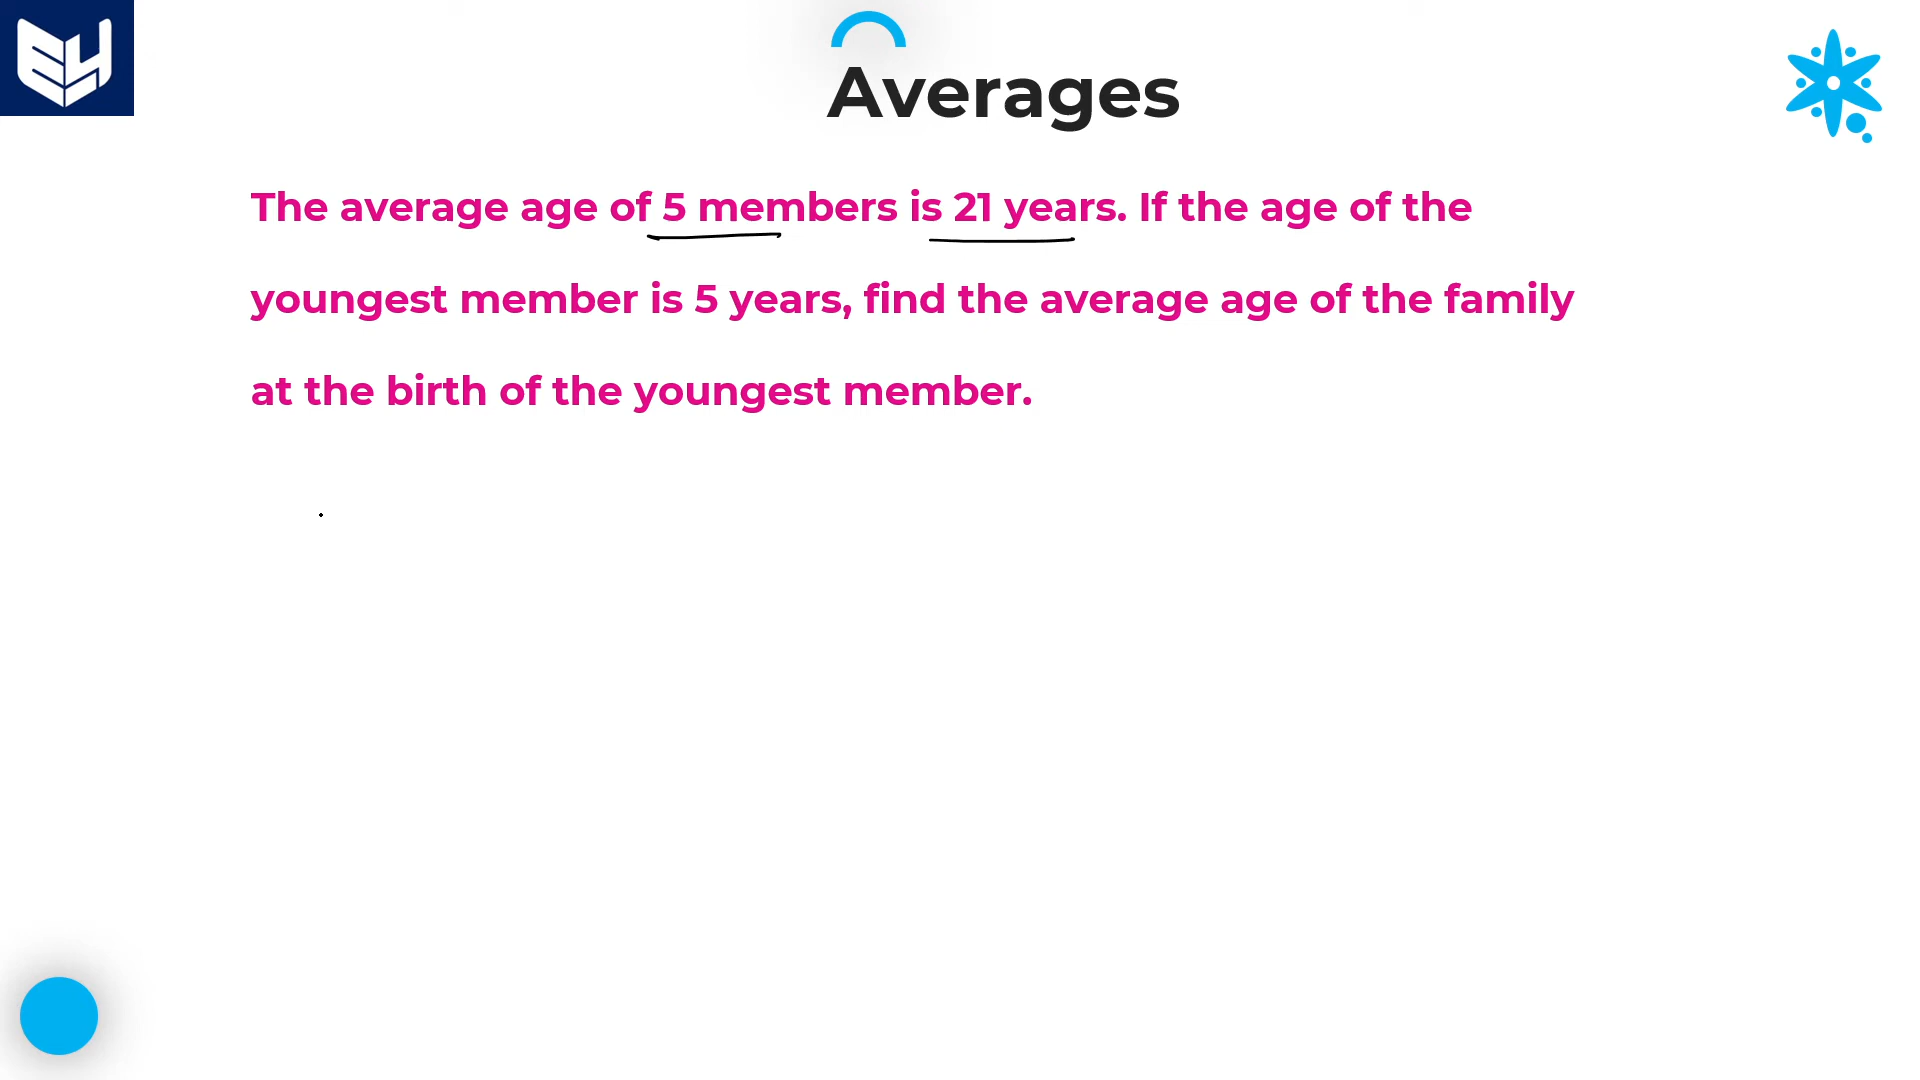 Averages
The average age of 5 members is 21 years. If the age of the
youngest member is 5 years, find the average age of the family
at the birth of the youngest member.